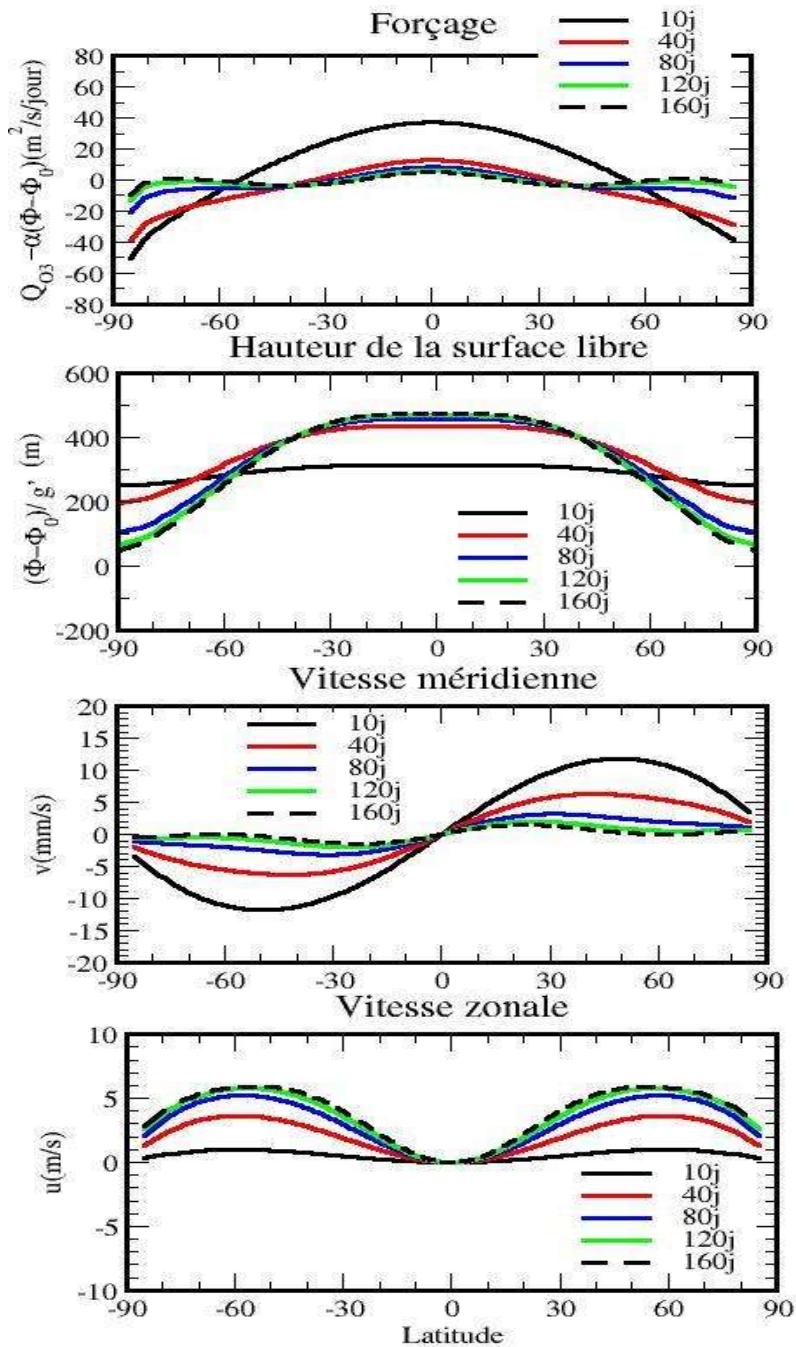 Forçage
10j
40j
80j
120j
160j
80
60
40
20
0
-20
-40
-60
-80
Q_O3 -α(Φ-Φ_0)(m²/s/jour)
-90 -60 -30 0 30 60 90
Hauteur de la surface libre
600
400
200
0
-200
(Φ-Φ_0)/g' (m)
10j
40j
80j
120j
160j
-90 -60 -30 0 30 60 90
Vitesse méridienne
20
15
10
5
0
-5
-10
-15
-20
v(mm/s)
10j
40j
80j
120j
160j
-90 -60 -30 0 30 60 90
Vitesse zonale
10
5
0
-5
-10
u(m/s)
10j
40j
80j
120j
160j
-90 -60 -30 0 30 60 90
Latitude